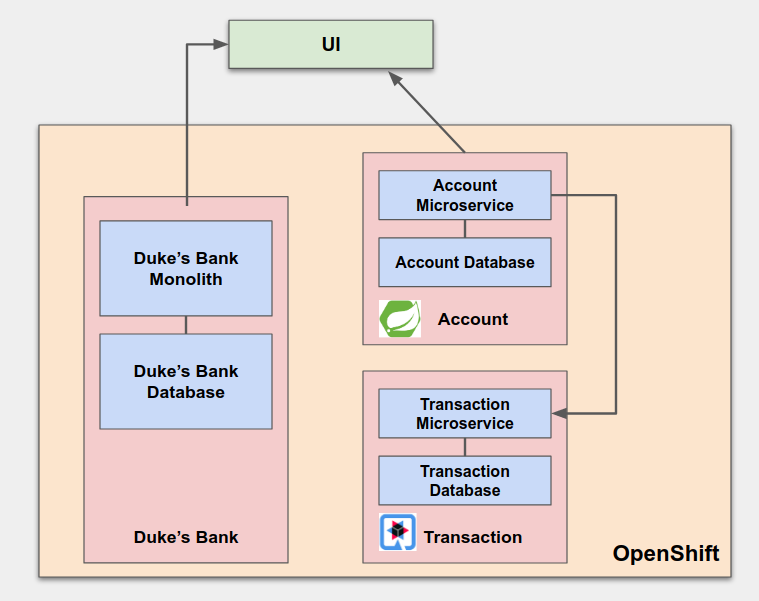 UI
Duke’s Bank
Monolith
Duke’s Bank
Database
Duke’s Bank
Account
Microservice
Account Database
Account
Transaction
Microservice
Transaction
Database
Transaction
OpenShift